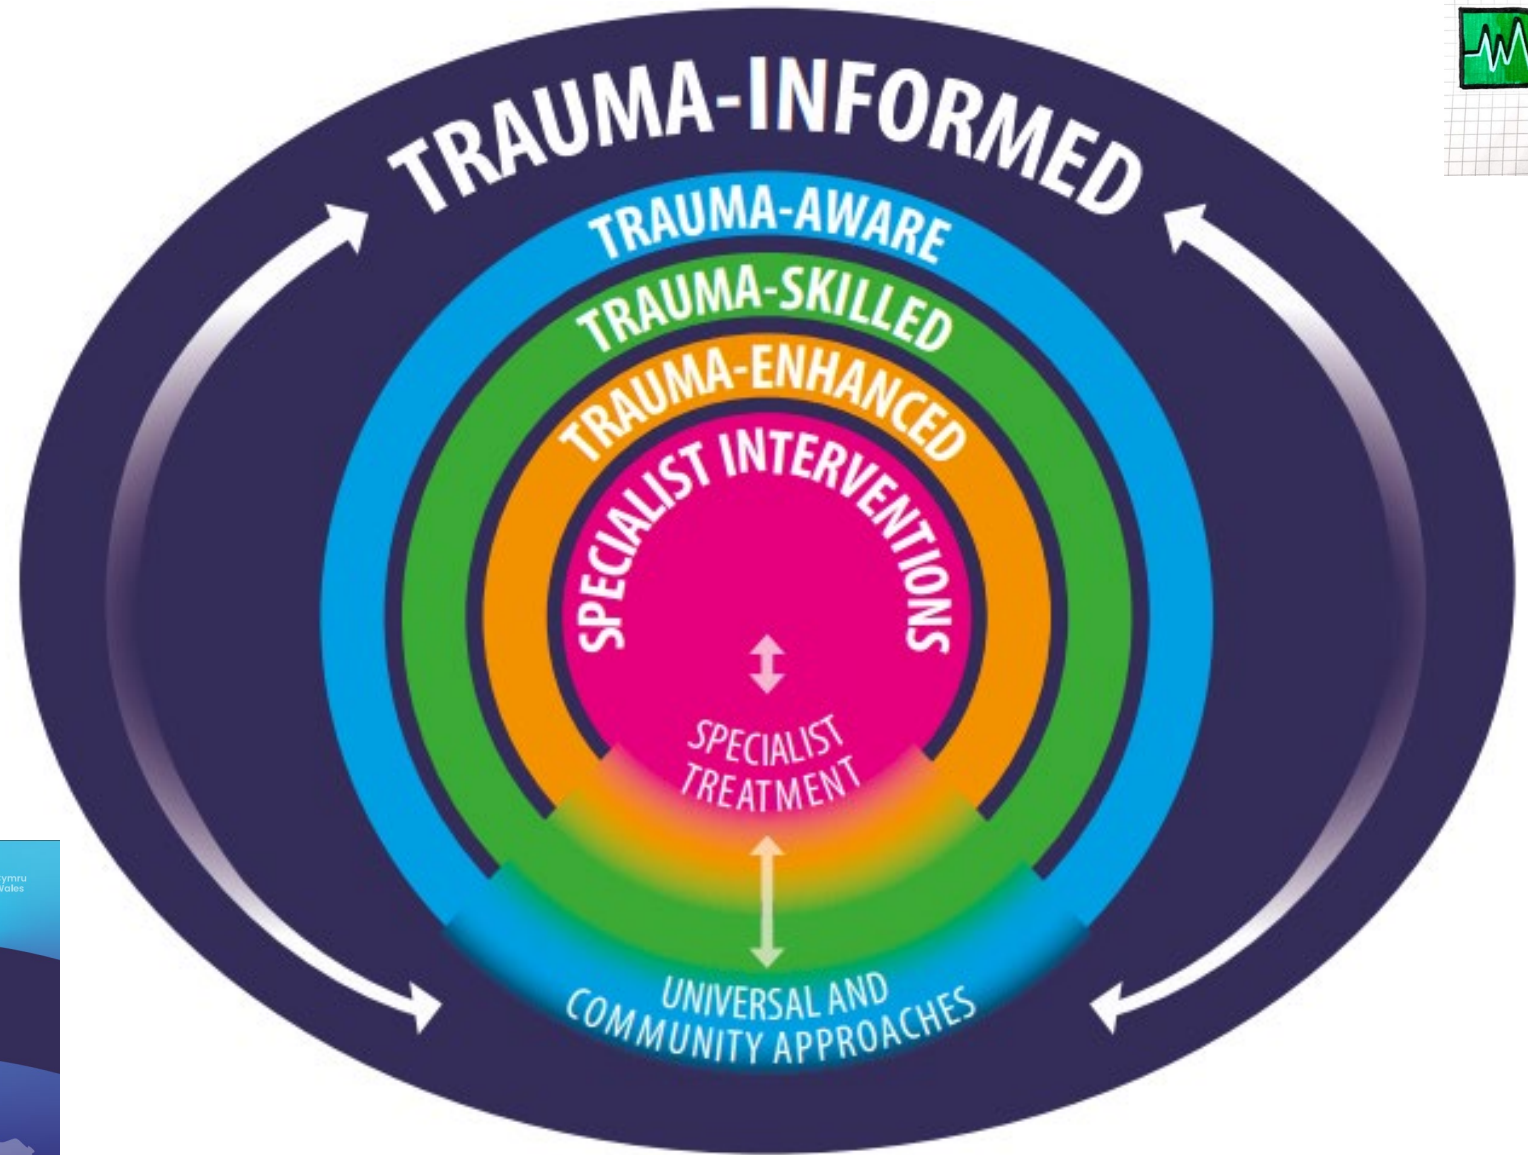 TRAUMA-INFORMED
TRAUMA-AWARE
TRAUMA-SKILLED
TRAUMA-ENHANCED
SPECIALIST INTERVENTIONS
SPECIALIST
TREATMENT
UNIVERSAL AND
COMMUNITY APPROACHES